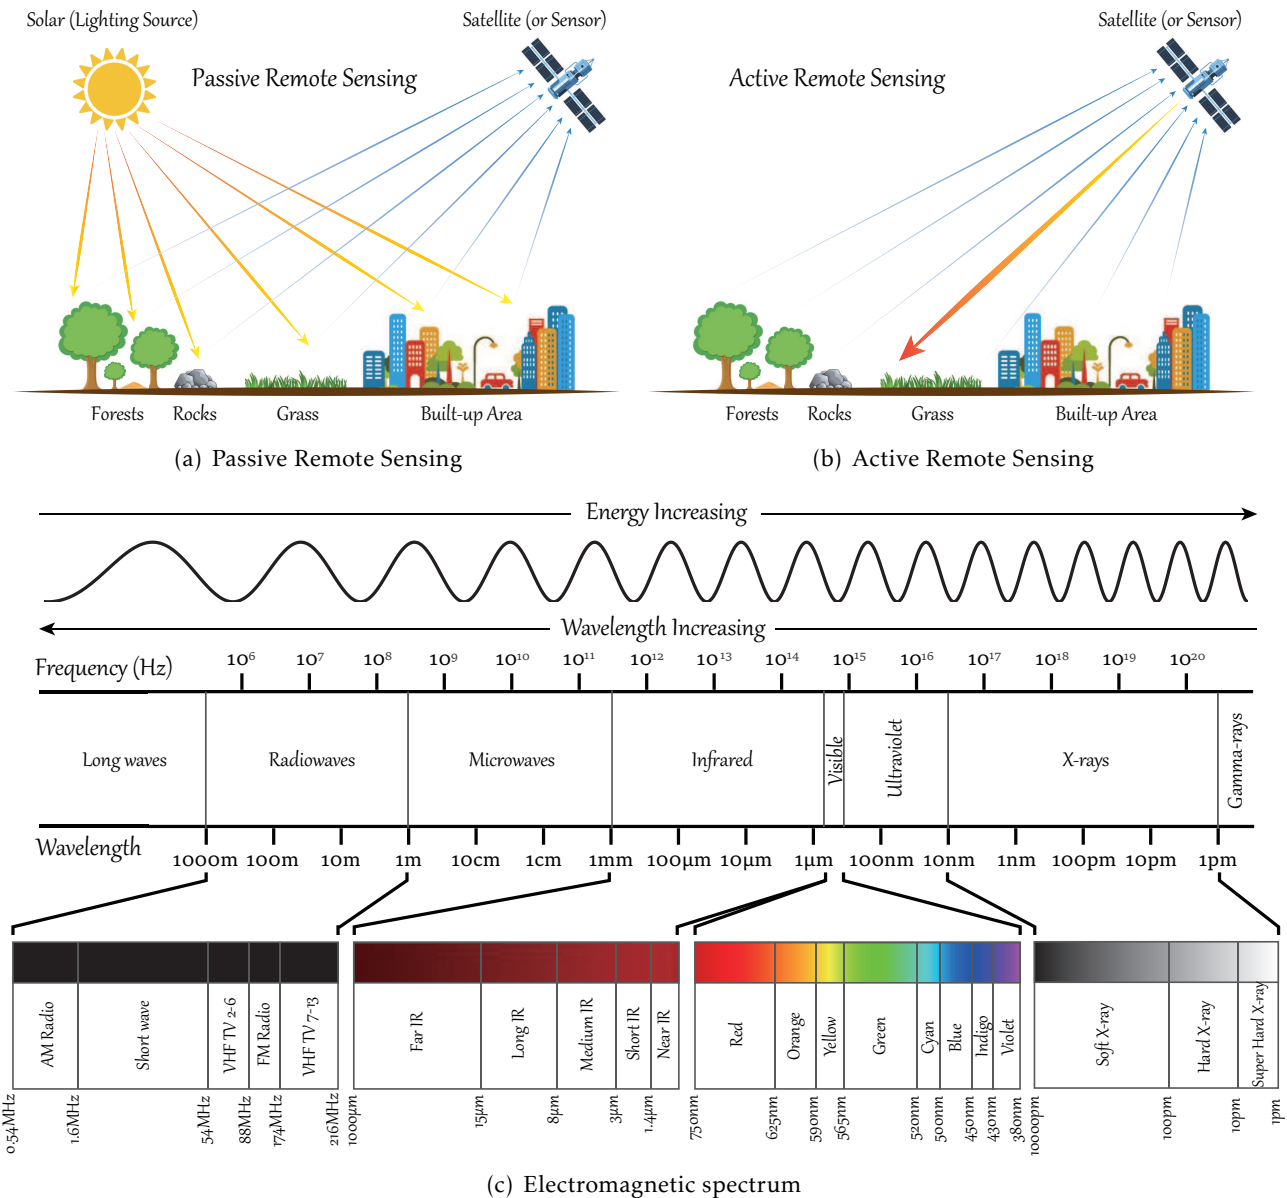 Solar (Lighting Source)
Satellite (or Sensor)
Satellite (or Sensor)
Passive Remote Sensing
Active Remote Sensing
Forests Rocks Grass Built-up Area
Forests Rocks Grass Built-up Area
(a) Passive Remote Sensing
(b) Active Remote Sensing
Energy Increasing
Wavelength Increasing
Frequency (Hz) 10⁶ 10⁷ 10⁸ 10⁹ 10¹⁰ 10¹¹ 10¹² 10¹³ 10¹⁴ 10¹⁵ 10¹⁶ 10¹⁷ 10¹⁸ 10¹⁹ 10²⁰
Long waves Radiowaves Microwaves Infrared Visible Ultraviolet X-rays Gamma-rays
Wavelength 1000m 100m 10m 1m 10cm 1cm 1mm 100μm 10μm 1μm 100nm 10nm 1nm 100pm 10pm 1pm
AM Radio Short wave VHF TV 2-6 FM Radio VHF TV 7-13
0.54MHz 1.6MHz 54MHz 88MHz 174MHz 216MHz
Far IR Long IR Medium IR Short IR Near IR
1000μm 15μm 8μm 3μm 1.4μm
Red Orange Yellow Green Cyan Blue Indigo Violet
750nm 625nm 590nm 565nm 520nm 500nm 450nm 430nm 380nm
Soft X-ray Hard X-ray Super Hard X-ray
10000pm 100pm 10pm 1pm
(c) Electromagnetic spectrum